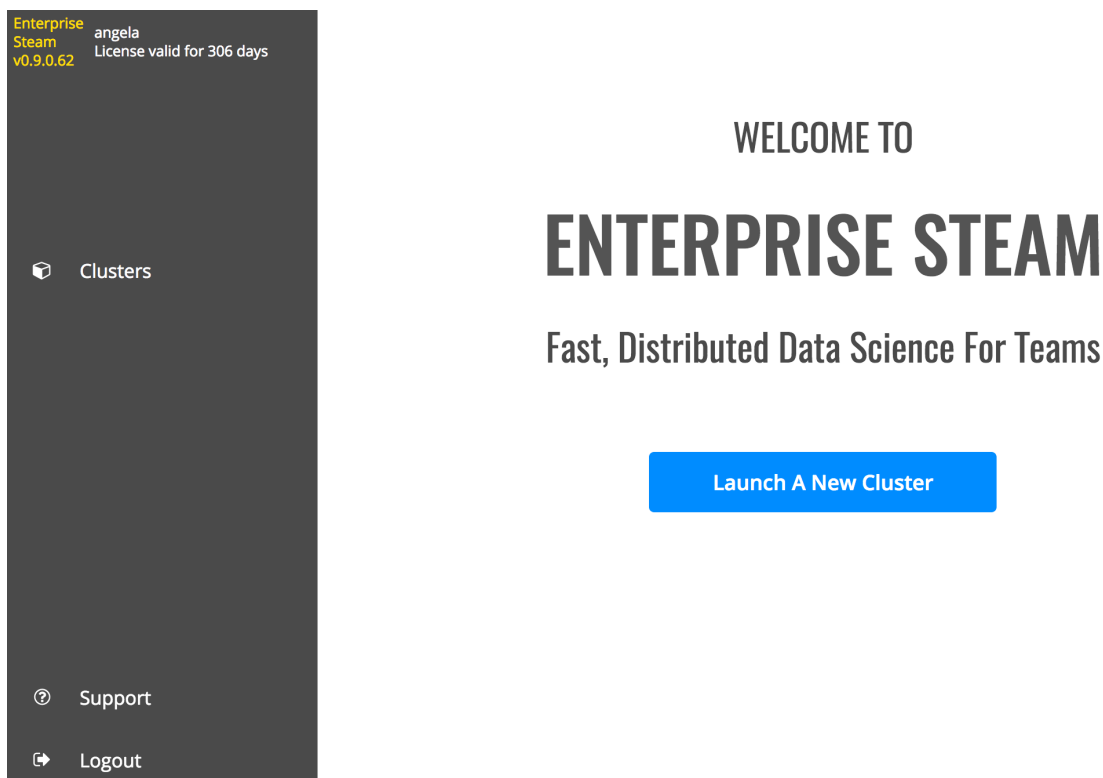 Enterprise
Steam
v0.9.0.62
angela
License valid for 306 days
Clusters
Support
Logout
WELCOME TO
ENTERPRISE STEAM
Fast, Distributed Data Science For Teams
Launch A New Cluster